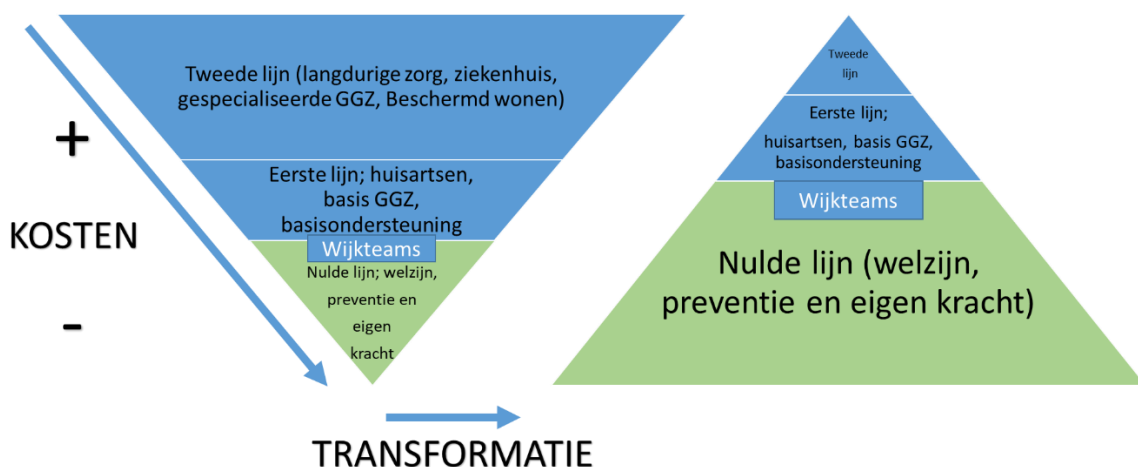 Tweede lijn (langdurige zorg, ziekenhuis,
gespecialiseerde GGZ, Beschermd wonen)
Eerste lijn; huisartsen,
basis GGZ,
basisondersteuning
Wijkteams
Nulde lijn; welzijn,
preventie en
eigen
kracht
+
KOSTEN
-
TRANSFORMATIE
Tweede
lijn
Eerste lijn;
huisartsen, basis GGZ,
basisondersteuning
Wijkteams
Nulde lijn (welzijn,
preventie en eigen kracht)